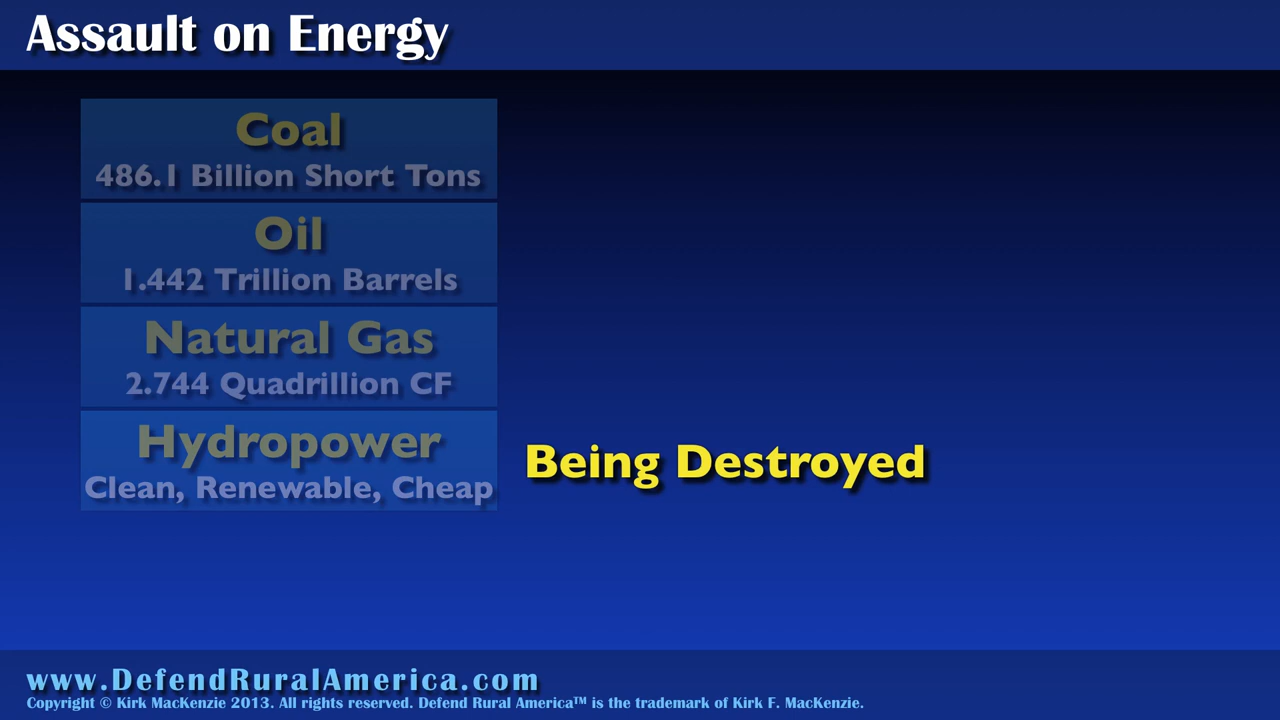 Assault on Energy
Coal
486.1 Billion Short Tons
Oil
1.442 Trillion Barrels
Natural Gas
2.744 Quadrillion CF
Hydropower
Clean, Renewable, Cheap
Being Destroyed
www.DefendRuralAmerica.com
Copyright © Kirk MacKenzie 2013. All rights reserved. Defend Rural America™ is the trademark of Kirk F. MacKenzie.